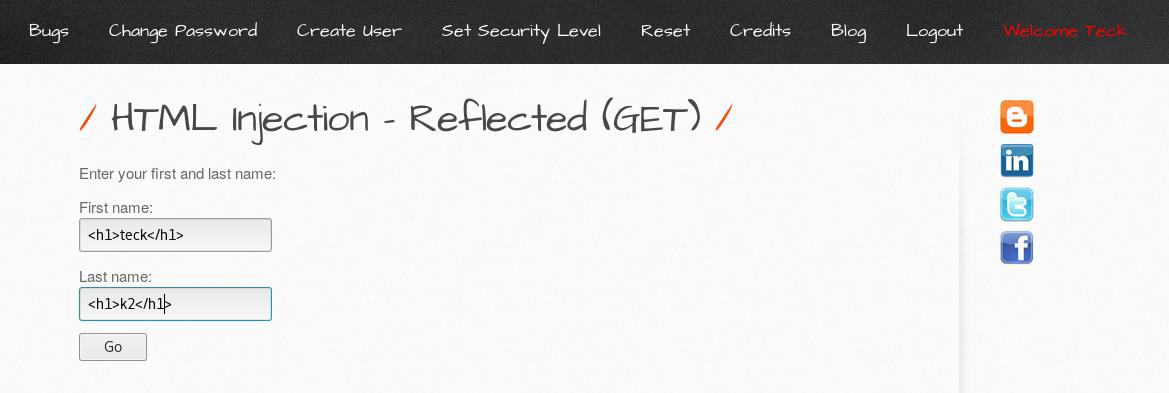 Bugs Change Password Create User Set Security Level Reset Credits Blog Logout Welcome Teck
/ HTML Injection - Reflected (GET) /
Enter your first and last name:
First name:
<h1>teck</h1>
Last name:
<h1>k2</h1>
Go
in